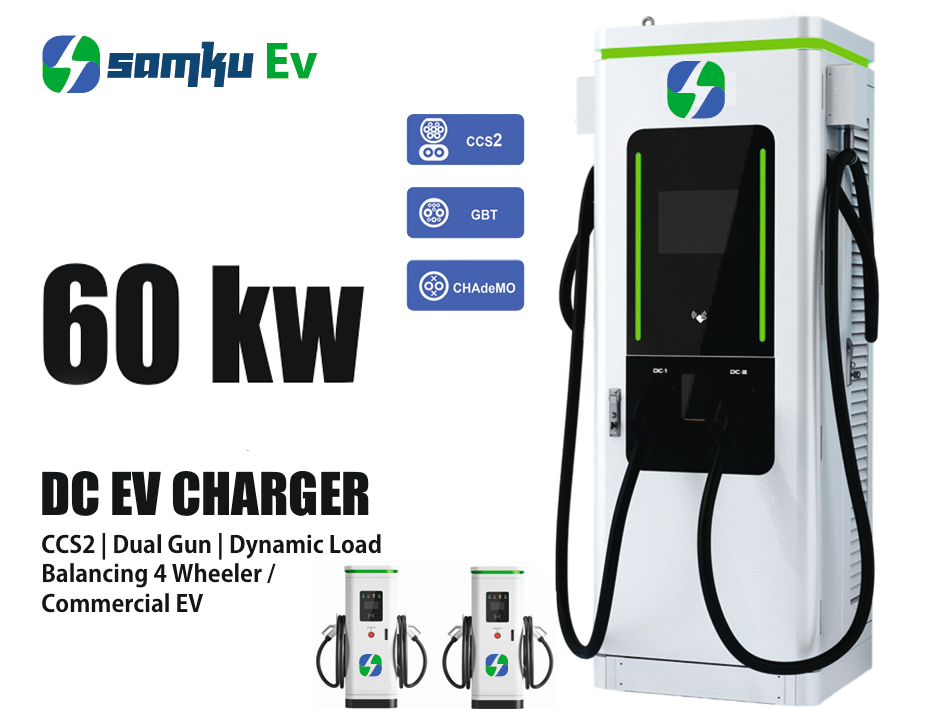 samku Ev
CCS2
GBT
CHAdeMO
60 kw
DC-I DC-II
DC EV CHARGER
CCS2 | Dual Gun | Dynamic Load
Balancing 4 Wheeler /
Commercial EV